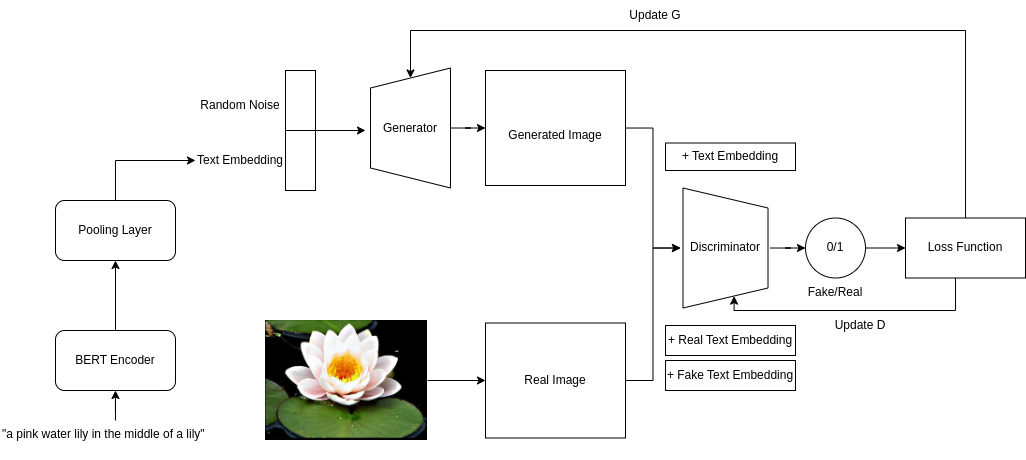 Update G
Random Noise
Generator
Generated Image
+ Text Embedding
Text Embedding
Pooling Layer
Discriminator
0/1
Loss Function
Fake/Real
Update D
+ Real Text Embedding
BERT Encoder
Real Image
+ Fake Text Embedding
"a pink water lily in the middle of a lily"